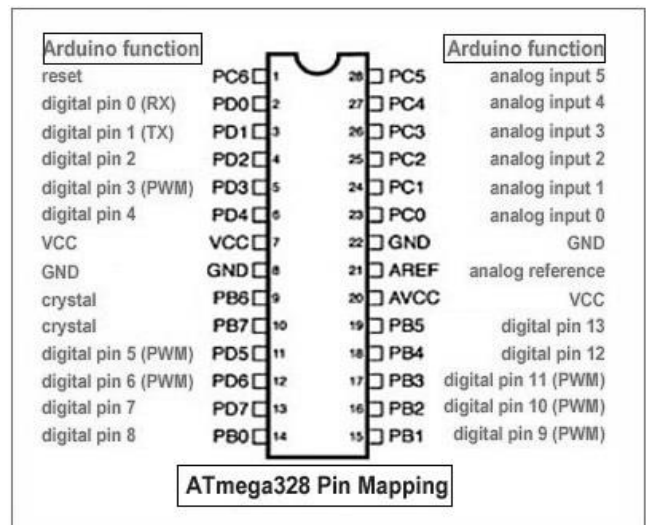 Arduino function Arduino function
reset PC6 1 28 PC5 analog input 5
digital pin 0 (RX) PD0 2 27 PC4 analog input 4
digital pin 1 (TX) PD1 3 26 PC3 analog input 3
digital pin 2 PD2 4 25 PC2 analog input 2
digital pin 3 (PWM) PD3 5 24 PC1 analog input 1
digital pin 4 PD4 6 23 PC0 analog input 0
VCC VCC 7 22 GND GND
GND GND 8 21 AREF analog reference
crystal PB6 9 20 AVCC VCC
crystal PB7 10 19 PB5 digital pin 13
digital pin 5 (PWM) PD5 11 18 PB4 digital pin 12
digital pin 6 (PWM) PD6 12 17 PB3 digital pin 11 (PWM)
digital pin 7 PD7 13 16 PB2 digital pin 10 (PWM)
digital pin 8 PB0 14 15 PB1 digital pin 9 (PWM)
ATmega328 Pin Mapping